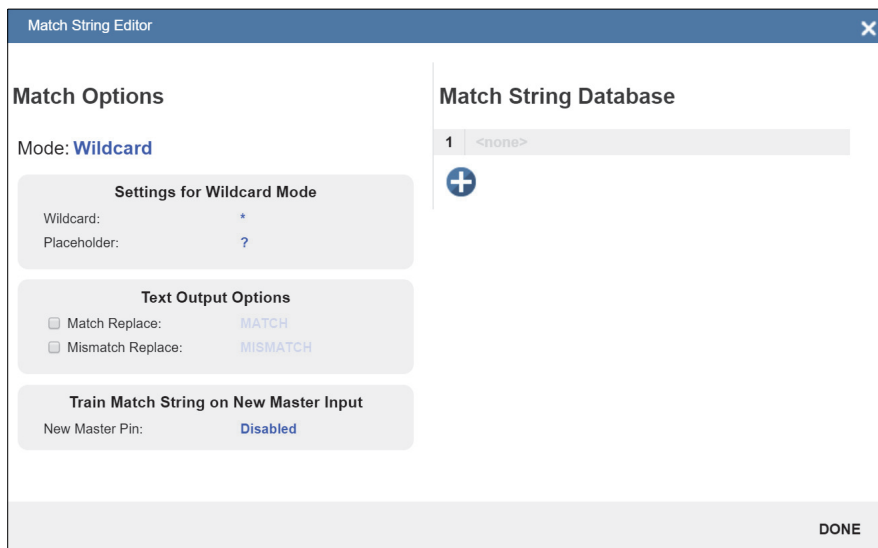 Match String Editor
Match Options
Mode: Wildcard
Settings for Wildcard Mode
Wildcard: *
Placeholder: ?
Text Output Options
Match Replace: MATCH
Mismatch Replace: MISMATCH
Train Match String on New Master Input
New Master Pin: Disabled
Match String Database
1 <none>
DONE